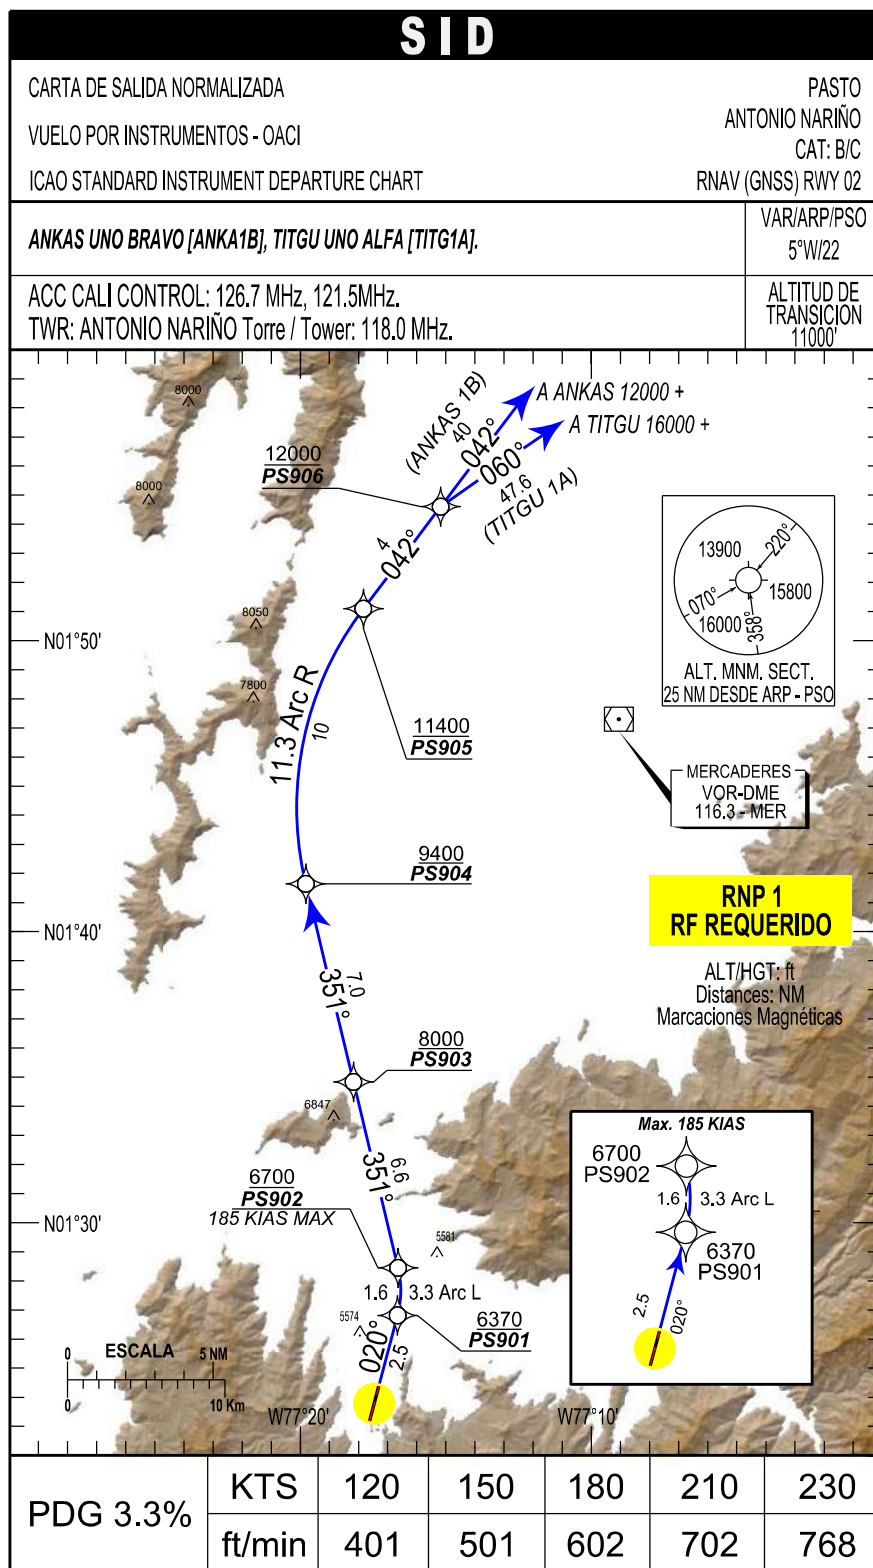 SID
CARTA DE SALIDA NORMALIZADA
VUELO POR INSTRUMENTOS - OACI
ICAO STANDARD INSTRUMENT DEPARTURE CHART
PASTO
ANTONIO NARIÑO
CAT: B/C
RNAV (GNSS) RWY 02
ANKAS UNO BRAVO [ANKA1B], TITGU UNO ALFA [TITG1A].
VAR/ARP/PSO
5°W/22
ACC CALI CONTROL: 126.7 MHz, 121.5MHz.
TWR: ANTONIO NARIÑO Torre / Tower: 118.0 MHz.
ALTITUD DE
TRANSICION
11000'
8000
(ANKAS 1B)
40
042°
A ANKAS 12000 +
A TITGU 16000 +
060°
47.6
(TITGU 1A)
12000
PS906
8000
4
042°
13900
220°
15800
070°
16000
358°
ALT. MNM. SECT.
25 NM DESDE ARP - PSO
8050
N01°50'
7800
11.3 Arc R
10
11400
PS905
MERCADERES
VOR-DME
116.3 - MER
9400
PS904
RNP 1
RF REQUERIDO
N01°40'
ALT/HGT: ft
Distances: NM
Marcaciones Magnéticas
7.0
351°
8000
PS903
6847
6.6
351°
6700
PS902
185 KIAS MAX
N01°30'
5581
1.6
3.3 Arc L
6370
PS901
5574
020°
2.5
Max. 185 KIAS
6700
PS902
1.6
3.3 Arc L
6370
PS901
2.5
020°
ESCALA
0
5 NM
0
10 Km
W77°20'
W77°10'
PDG 3.3%
KTS 120 150 180 210 230
ft/min 401 501 602 702 768